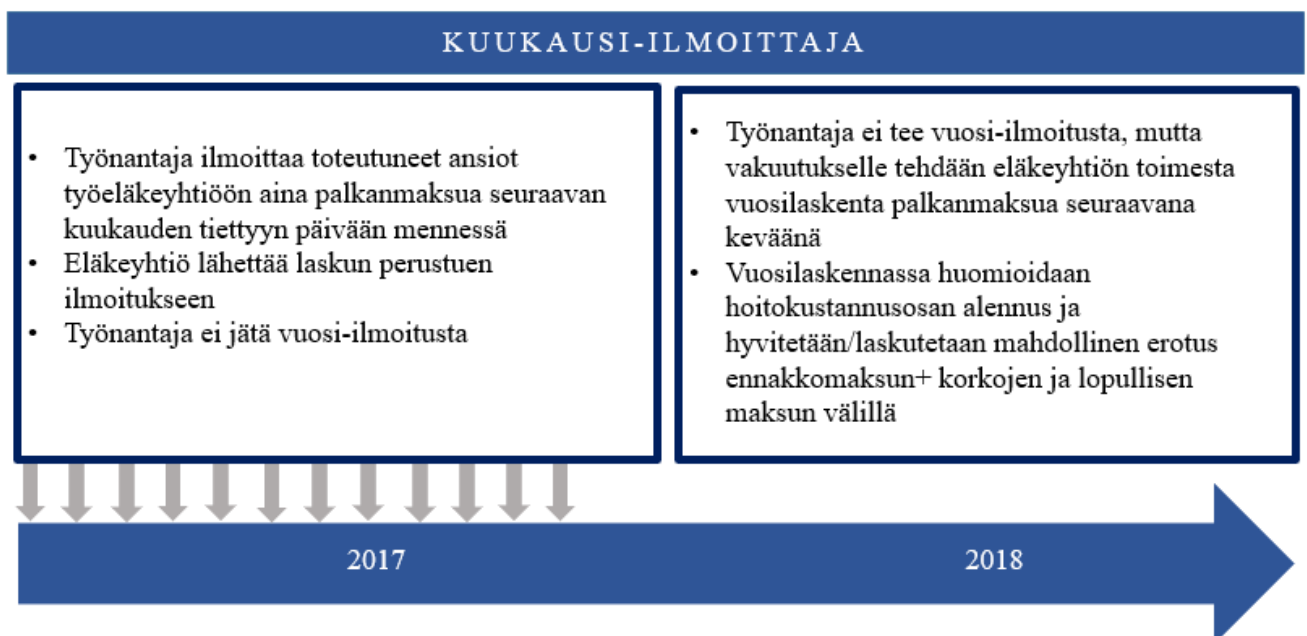 KUUKAUSI-ILMOITTAJA
• Työnantaja ilmoittaa toteutuneet ansiot
työeläkeyhtiöön aina palkanmaksua seuraavan
kuukauden tiettyyn päivään mennessä
• Eläkeyhtiö lähettää laskun perustuen
ilmoitukseen
• Työnantaja ei jätä vuosi-ilmoitusta
• Työnantaja ei tee vuosi-ilmoitusta, mutta
vakuutukselle tehdään eläkeyhtiön toimesta
vuosilaskenta palkanmaksua seuraavana
keväänä
• Vuosilaskennassa huomioidaan
hoitokustannusosan alennus ja
hyvitetään/laskutetaan mahdollinen erotus
ennakkomaksun+ korkojen ja lopullisen
maksun välillä
2017
2018